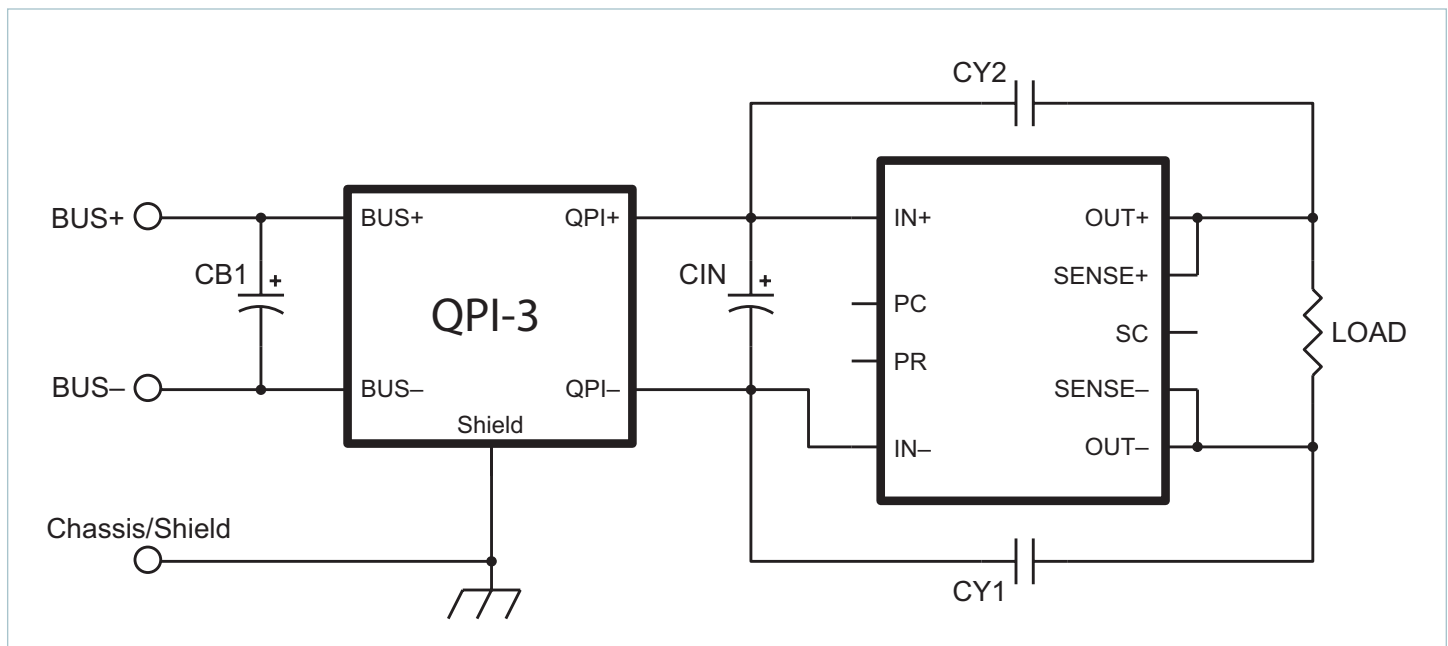 CY2
BUS+
BUS+
QPI+
IN+
OUT+
CB1
+
CIN
+
SENSE+
QPI-3
PC
SC
LOAD
PR
BUS–
BUS–
QPI–
SENSE–
Shield
IN–
OUT–
Chassis/Shield
CY1